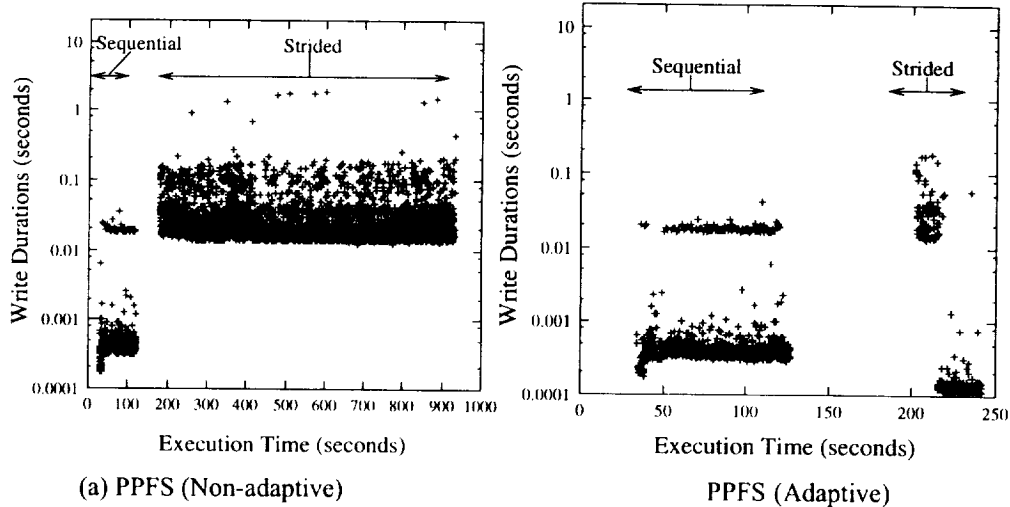 10
Sequential
Strided
1
0.1
0.01
0.001
0.0001
0 100 200 300 400 500 600 700 800 900 1000
Write Durations (seconds)
Execution Time (seconds)
(a) PPFS (Non-adaptive)
10
Sequential
Strided
1
0.1
0.01
0.001
0.0001
0 50 100 150 200 250
Write Durations (seconds)
Execution Time (seconds)
PPFS (Adaptive)